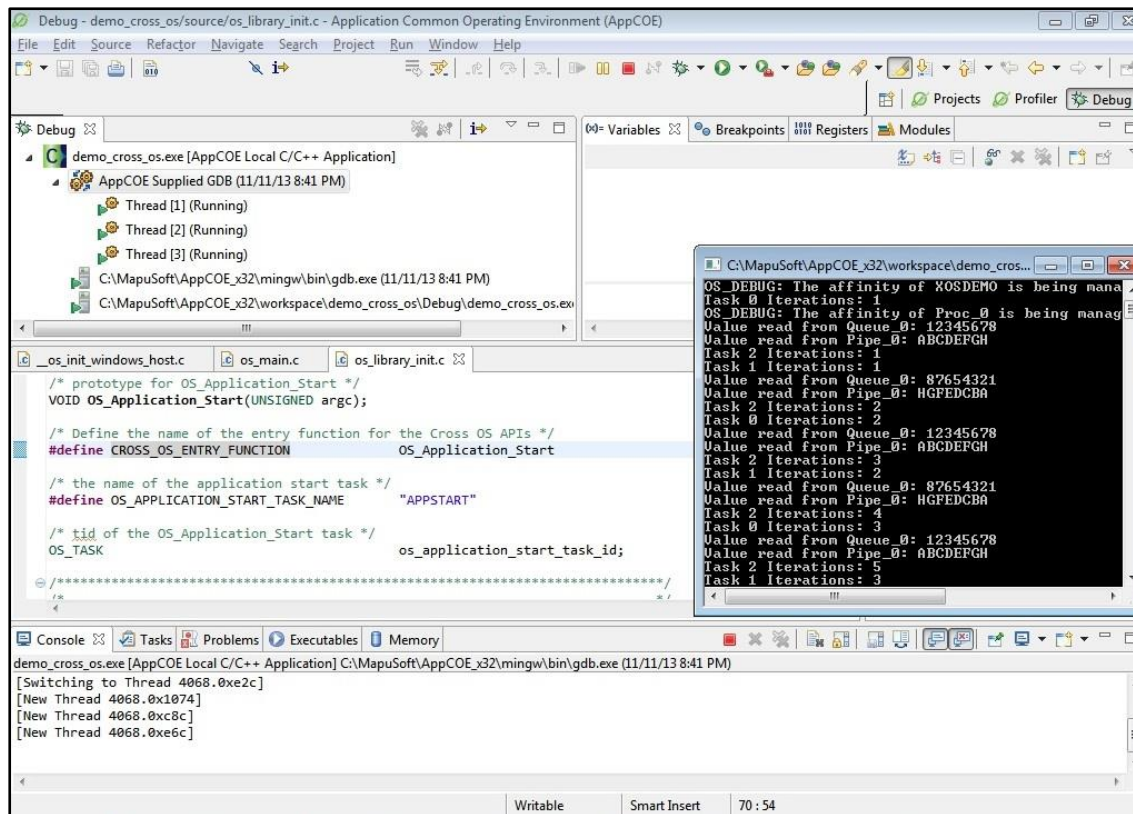 Debug - demo_cross_os/source/os_library_init.c - Application Common Operating Environment (AppCOE)
File Edit Source Refactor Navigate Search Project Run Window Help
Projects Profiler Debug
Debug
demo_cross_os.exe [AppCOE Local C/C++ Application]
AppCOE Supplied GDB (11/11/13 8:41 PM)
Thread [1] (Running)
Thread [2] (Running)
Thread [3] (Running)
C:\MapuSoft\AppCOE_x32\mingw\bin\gdb.exe (11/11/13 8:41 PM)
C:\MapuSoft\AppCOE_x32\workspace\demo_cross_os\Debug\demo_cross_os.exe
(x)= Variables Breakpoints Registers Modules
C:\MapuSoft\AppCOE_x32\workspace\demo_cros...
OS_DEBUG: The affinity of XOSDEMO is being mana
Task 0 Iterations: 1
OS_DEBUG: The affinity of Proc_0 is being manag
Value read from Queue_0: 12345678
Value read from Pipe_0: ABCDEFGH
Task 2 Iterations: 1
Task 1 Iterations: 1
Value read from Queue_0: 87654321
Value read from Pipe_0: HGFEDCBA
Task 2 Iterations: 2
Task 0 Iterations: 2
Value read from Queue_0: 12345678
Value read from Pipe_0: ABCDEFGH
Task 2 Iterations: 3
Task 1 Iterations: 2
Value read from Queue_0: 87654321
Value read from Pipe_0: HGFEDCBA
Task 2 Iterations: 4
Task 0 Iterations: 3
Value read from Queue_0: 12345678
Value read from Pipe_0: ABCDEFGH
Task 2 Iterations: 5
Task 1 Iterations: 3
__os_init_windows_host.c os_main.c os_library_init.c
/* prototype for OS_Application_Start */
VOID OS_Application_Start(UNSIGNED argc);
/* Define the name of the entry function for the Cross OS APIs */
#define CROSS_OS_ENTRY_FUNCTION OS_Application_Start
/* the name of the application start task */
#define OS_APPLICATION_START_TASK_NAME "APPSTART"
/* tid of the OS_Application_Start task */
OS_TASK os_application_start_task_id;
Console Tasks Problems Executables Memory
demo_cross_os.exe [AppCOE Local C/C++ Application] C:\MapuSoft\AppCOE_x32\mingw\bin\gdb.exe (11/11/13 8:41 PM)
[Switching to Thread 4068.0xe2c]
[New Thread 4068.0x1074]
[New Thread 4068.0xc8c]
[New Thread 4068.0xe6c]
Writable Smart Insert 70 : 54